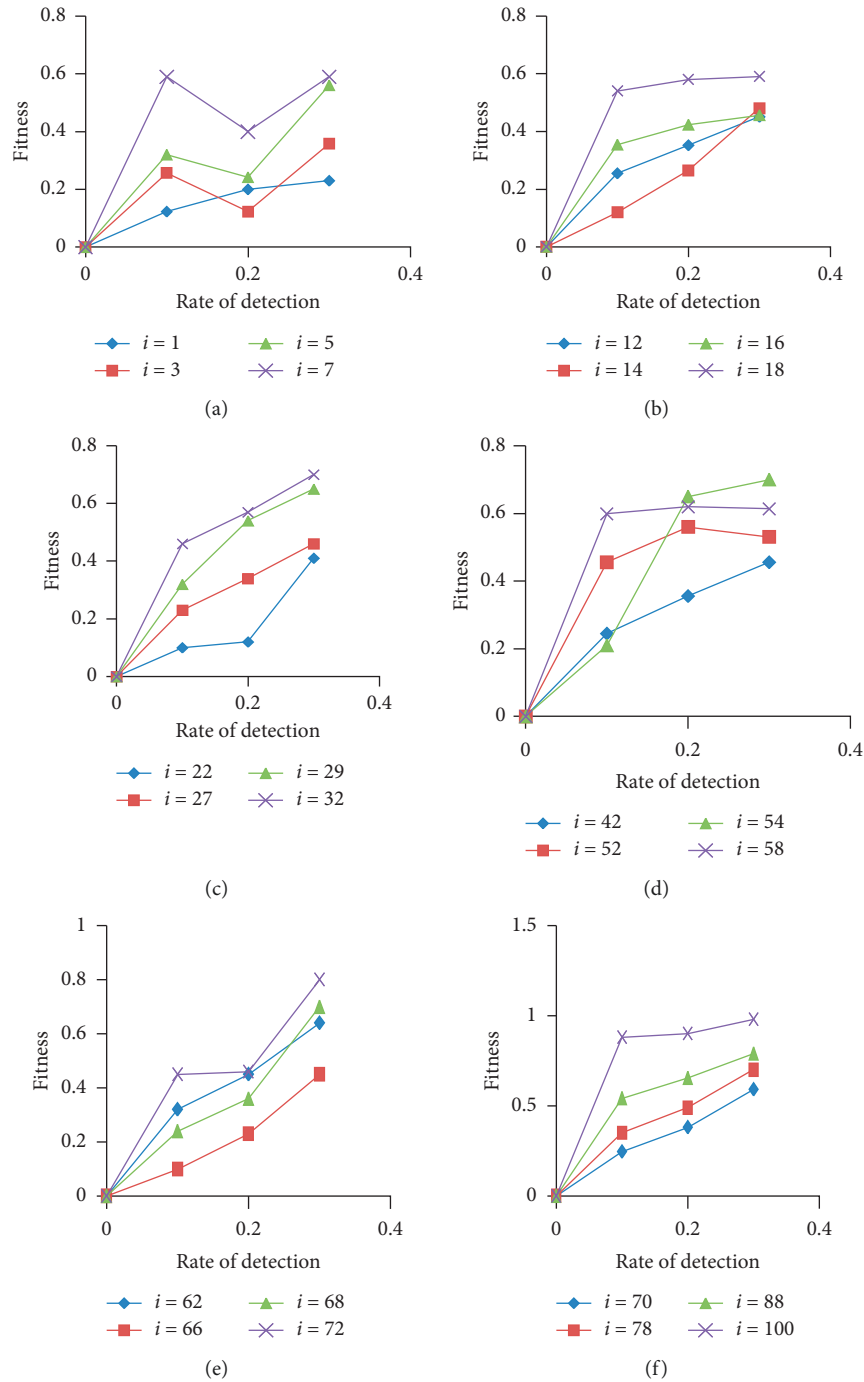 0.8
0.6
0.4
0.2
0
0
0.2
0.4
Fitness
Rate of detection
i = 1
i = 5
i = 3
i = 7
(a)
0.8
0.6
0.4
0.2
0
0
0.2
0.4
Fitness
Rate of detection
i = 12
i = 16
i = 14
i = 18
(b)
0.8
0.6
0.4
0.2
0
0
0.2
0.4
Fitness
Rate of detection
i = 22
i = 29
i = 27
i = 32
(c)
0.8
0.6
0.4
0.2
0
0
0.2
0.4
Fitness
Rate of detection
i = 42
i = 54
i = 52
i = 58
(d)
1
0.8
0.6
0.4
0.2
0
0
0.2
0.4
Fitness
Rate of detection
i = 62
i = 68
i = 66
i = 72
(e)
1.5
1
0.5
0
0
0.2
0.4
Fitness
Rate of detection
i = 70
i = 88
i = 78
i = 100
(f)